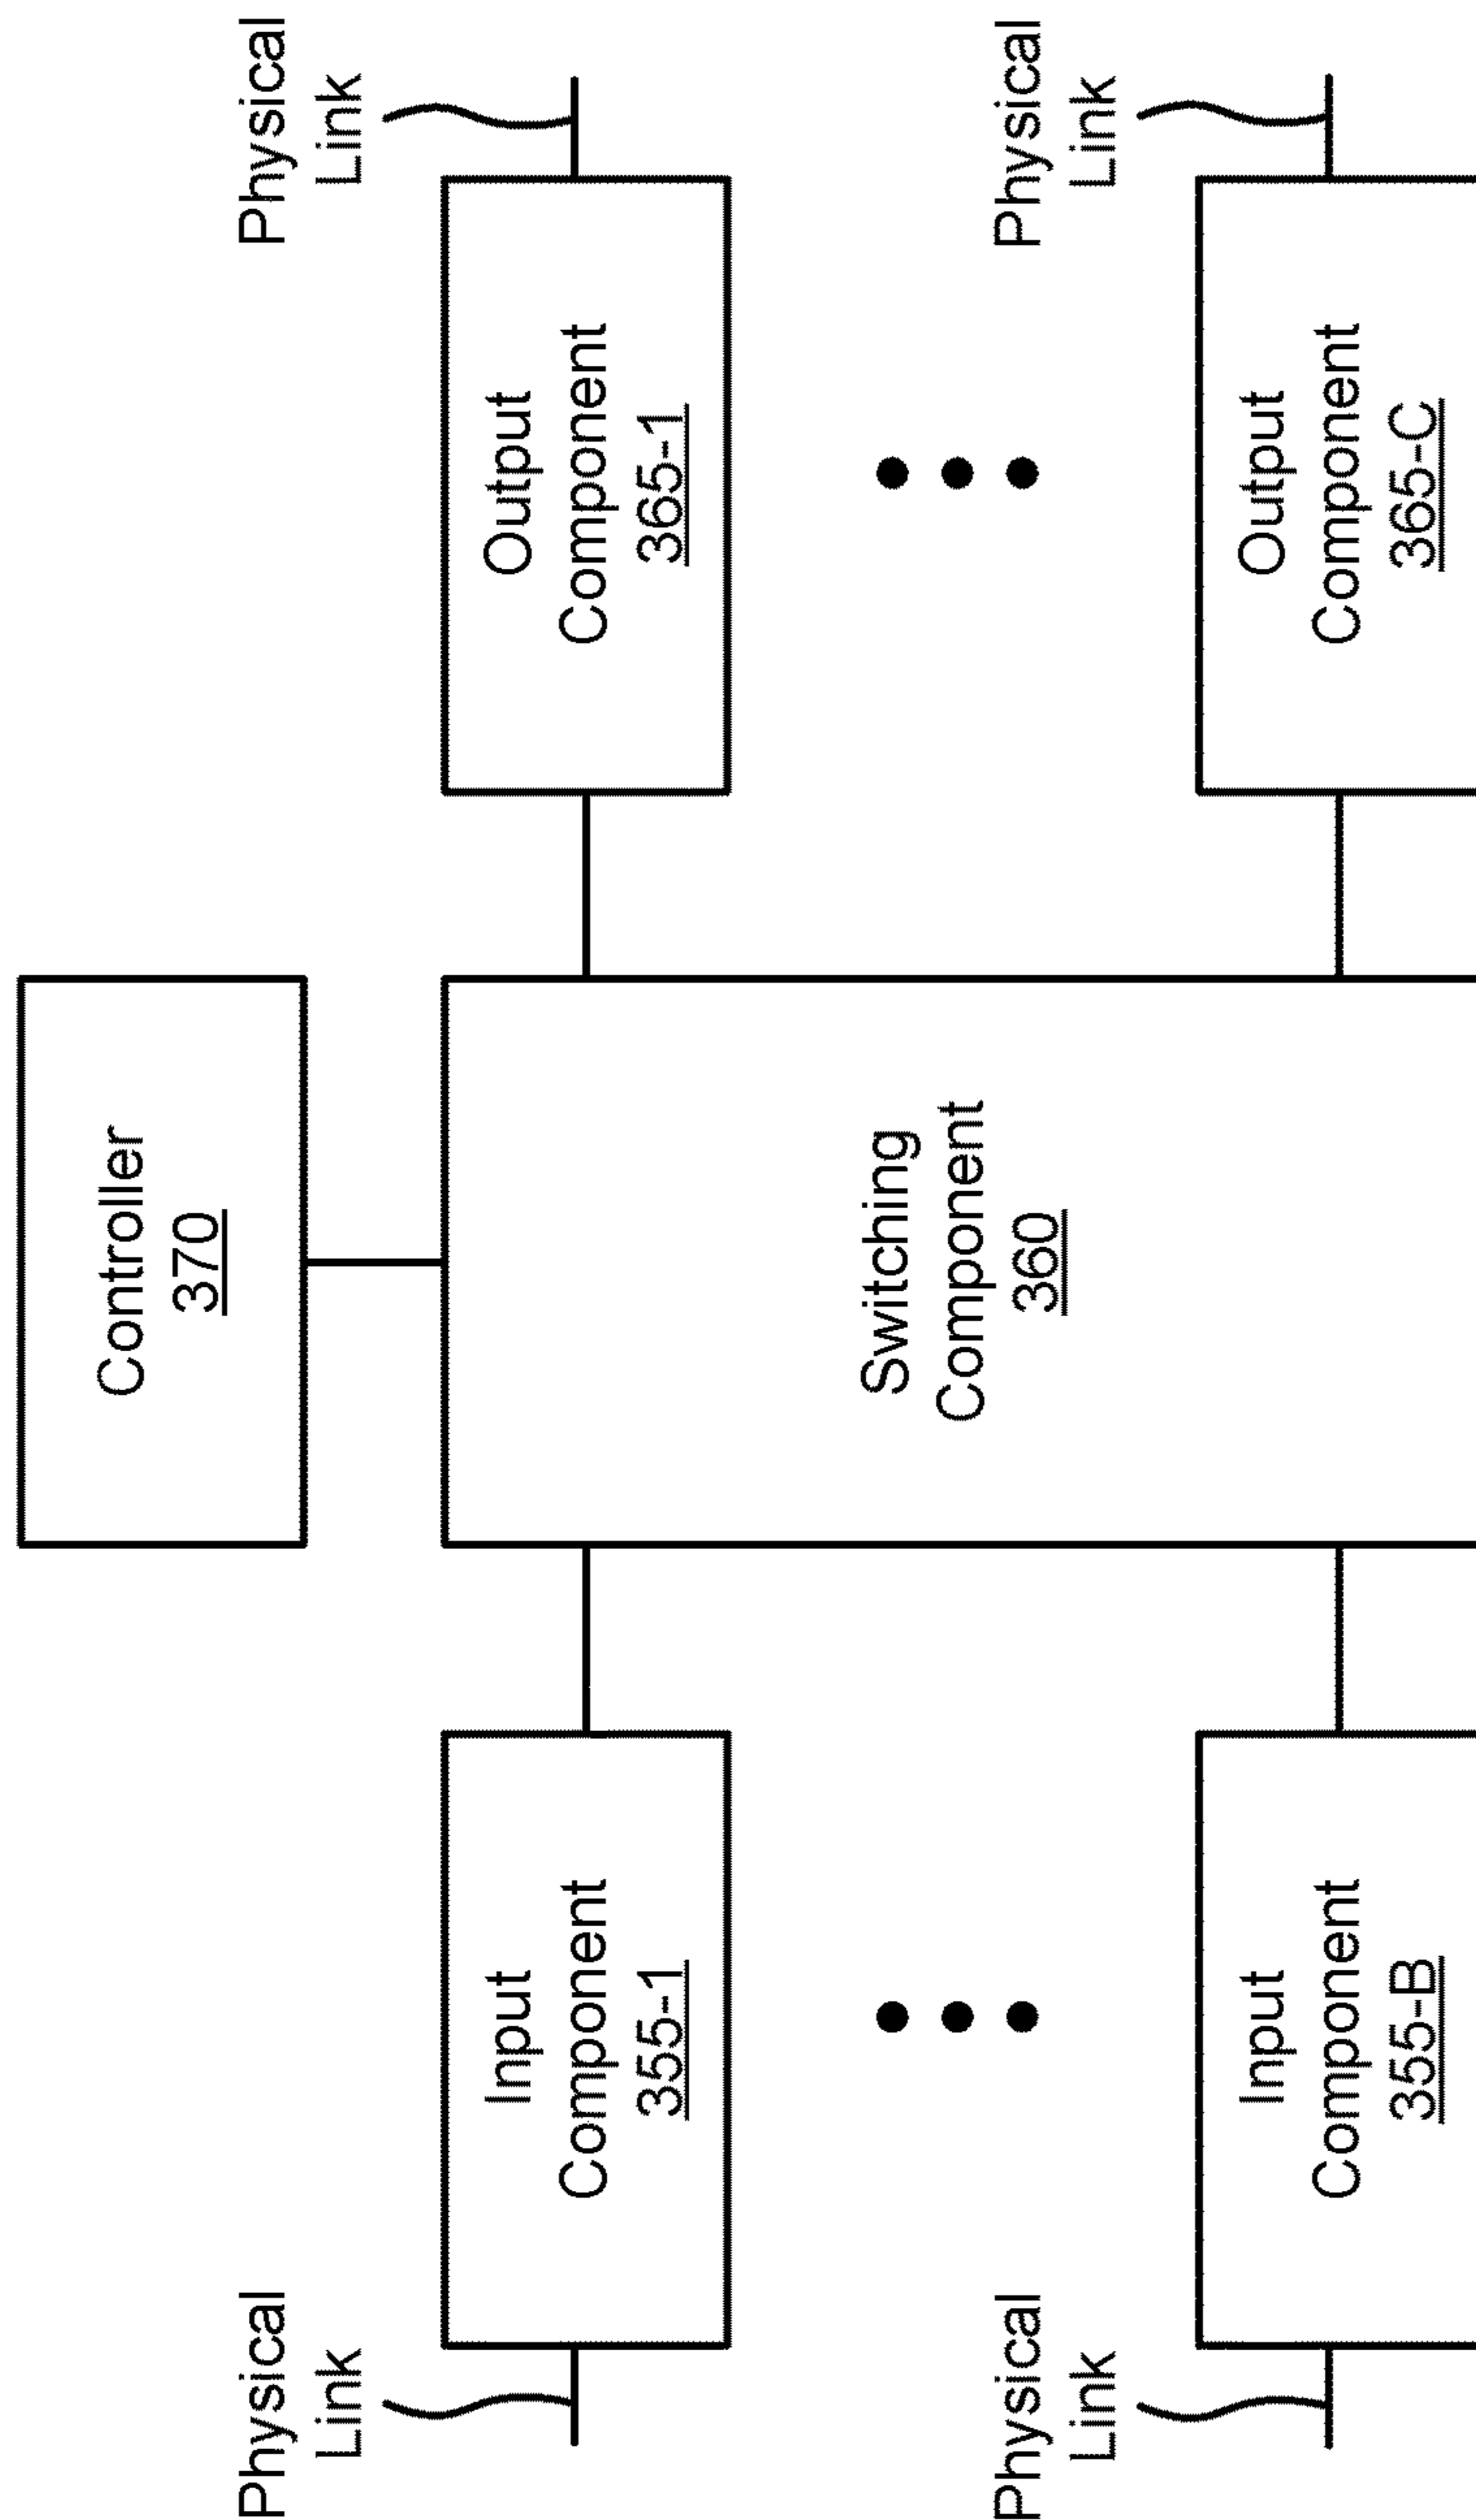 Controller
370
Physical
Link
Input
Component
355-1
Switching
Component
360
Output
Component
365-1
Physical
Link
Physical
Link
Input
Component
355-B
Output
Component
365-C
Physical
Link